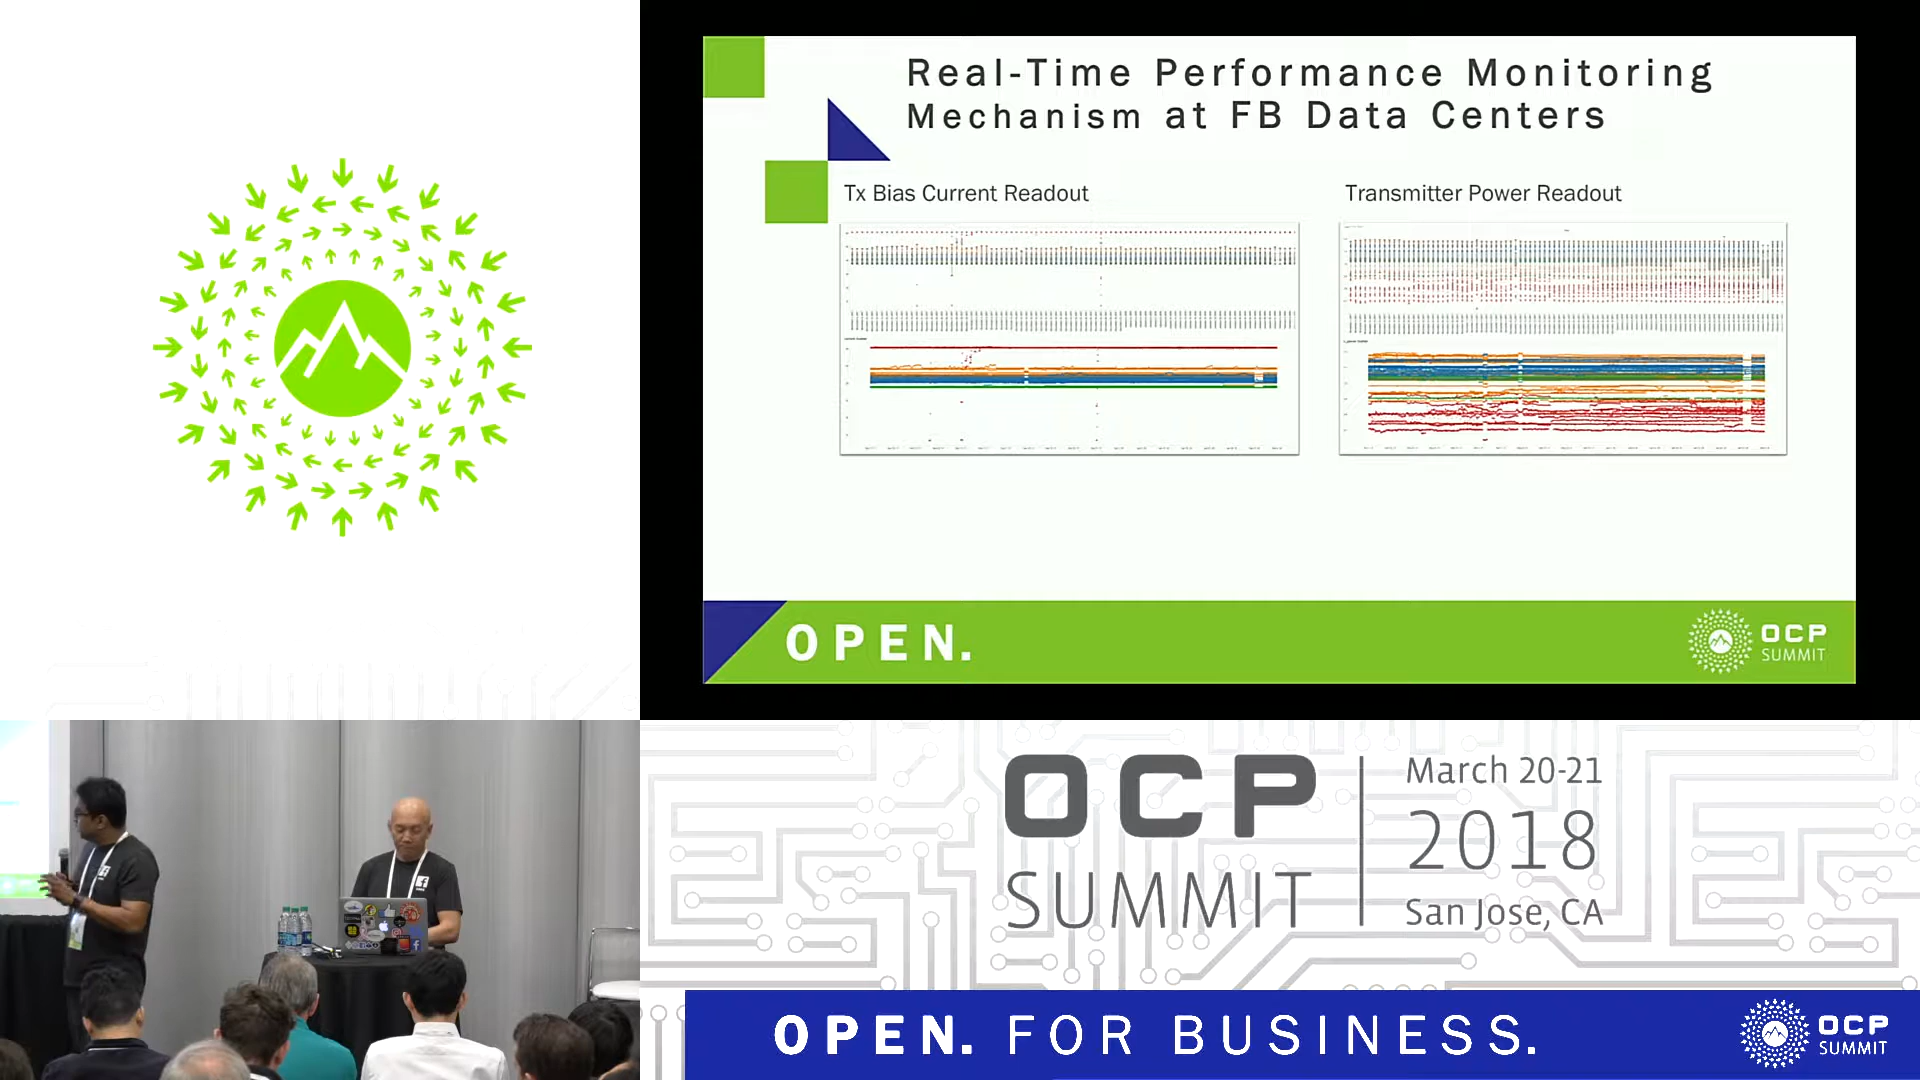 Real-Time Performance Monitoring
Mechanism at FB Data Centers
Tx Bias Current Readout
Transmitter Power Readout
OPEN.
OCP
SUMMIT
OCP
SUMMIT
March 20-21
2018
San Jose, CA
OPEN. FOR BUSINESS.
OCP
SUMMIT